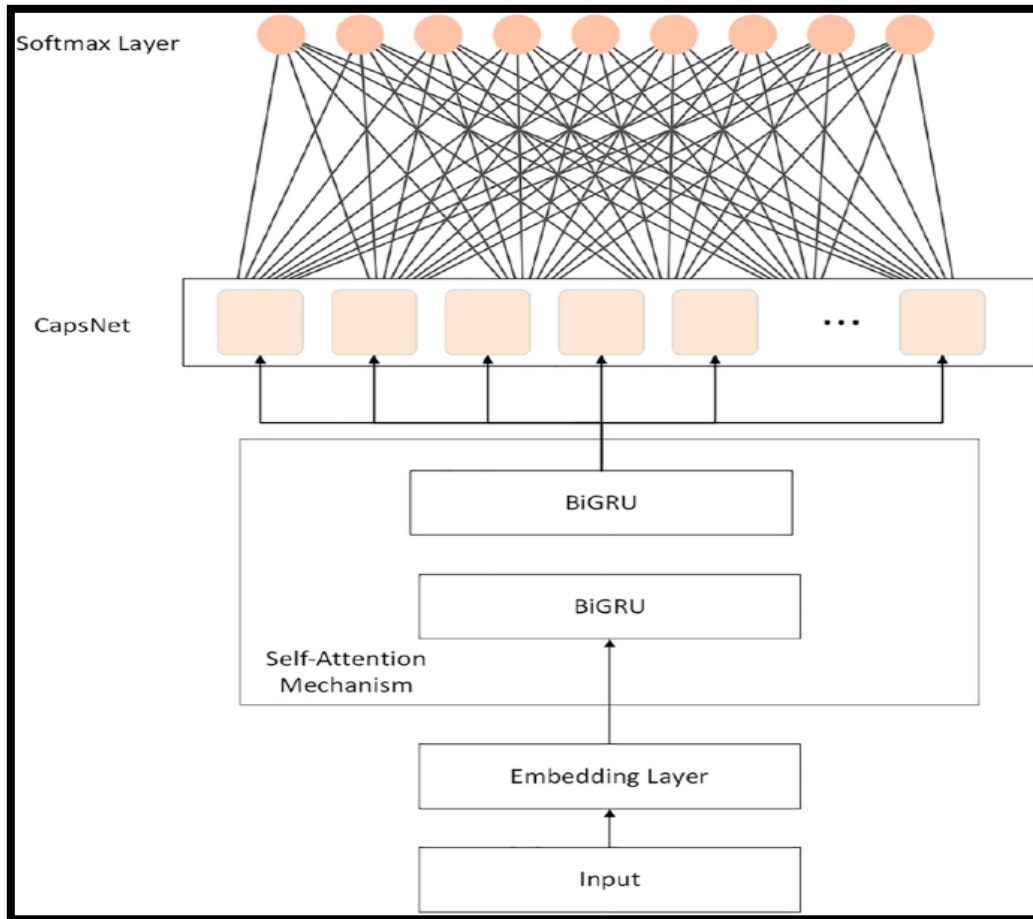 Softmax Layer
CapsNet
...
BiGRU
BiGRU
Self-Attention
Mechanism
Embedding Layer
Input